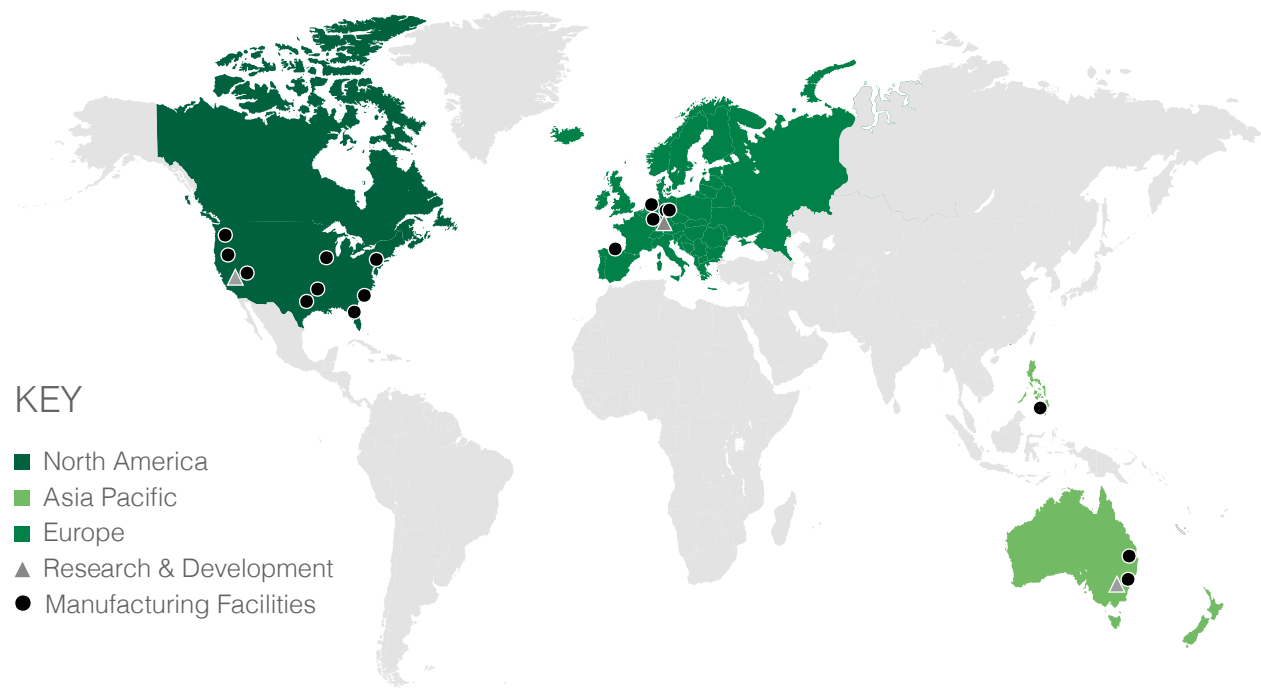 KEY
North America
Asia Pacific
Europe
Research & Development
Manufacturing Facilities